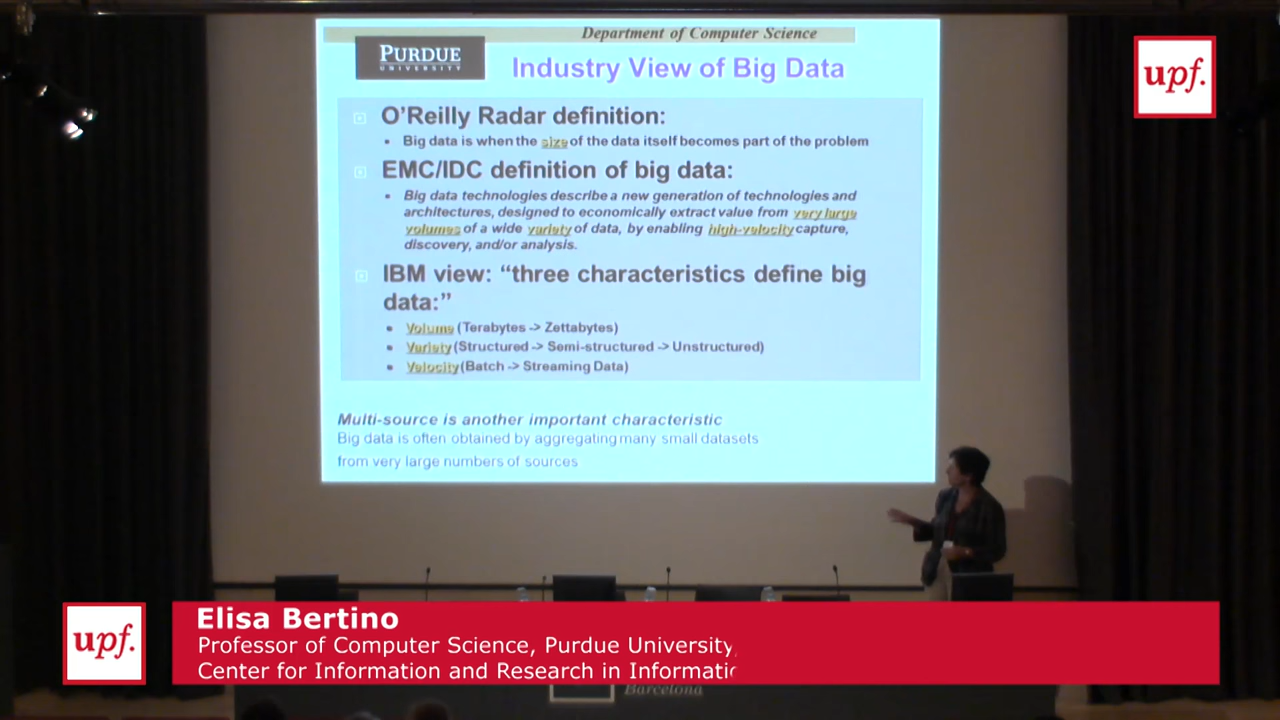 Department of Computer Science
PURDUE
UNIVERSITY
Industry View of Big Data
upf.
O'Reilly Radar definition:
Big data is when the size of the data itself becomes part of the problem
EMC/IDC definition of big data:
Big data technologies describe a new generation of technologies and
architectures, designed to economically extract value from very large
volumes of a wide variety of data, by enabling high-velocity capture,
discovery, and/or analysis.
IBM view: “three characteristics define big
data:”
Volume (Terabytes -> Zettabytes)
Variety (Structured -> Semi-structured -> Unstructured)
Velocity (Batch -> Streaming Data)
Multi-source is another important characteristic
Big data is often obtained by aggregating many small datasets
from very large numbers of sources
upf.
Elisa Bertino
Professor of Computer Science, Purdue University,
Center for Information and Research in Informati
Barcelona